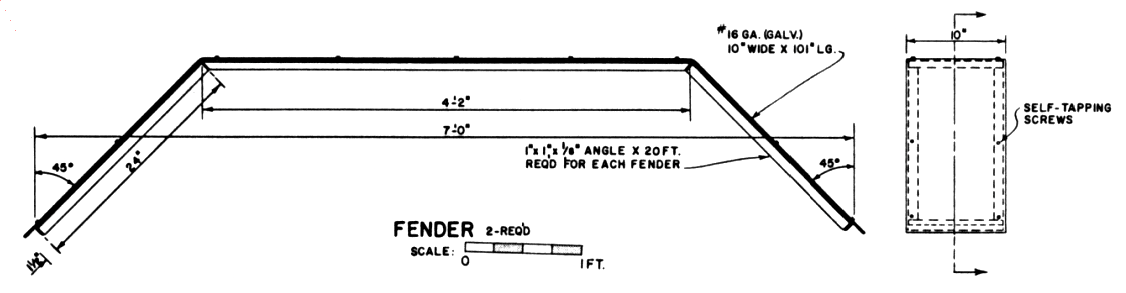 #16 GA. (GALV.)
10" WIDE X 101" LG.
10"
4'-2"
7'-0"
SELF-TAPPING
SCREWS
45°
24"
1" x 1" x 1/8" ANGLE X 20 FT.
REQ'D FOR EACH FENDER
45°
FENDER 2-REQ'D
SCALE:
0 1 FT.
1 1/2"